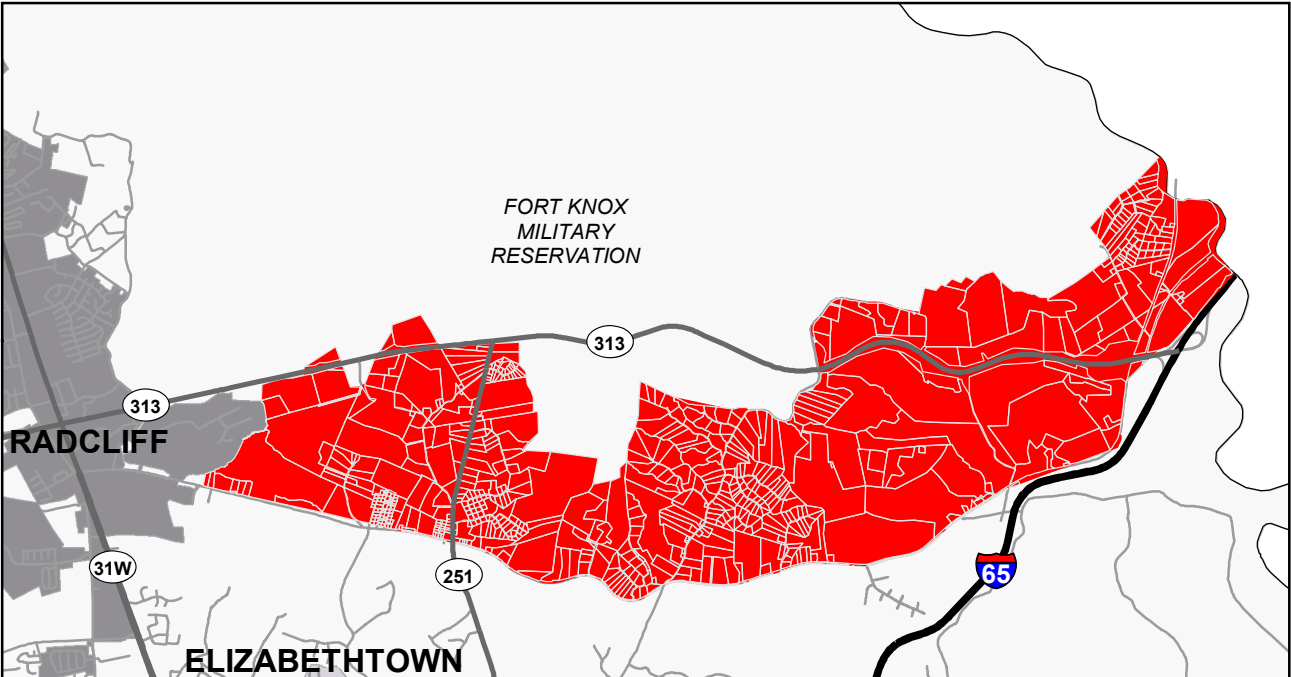 FORT KNOX
MILITARY
RESERVATION
313
313
RADCLIFF
31W
251
65
ELIZABETHTOWN